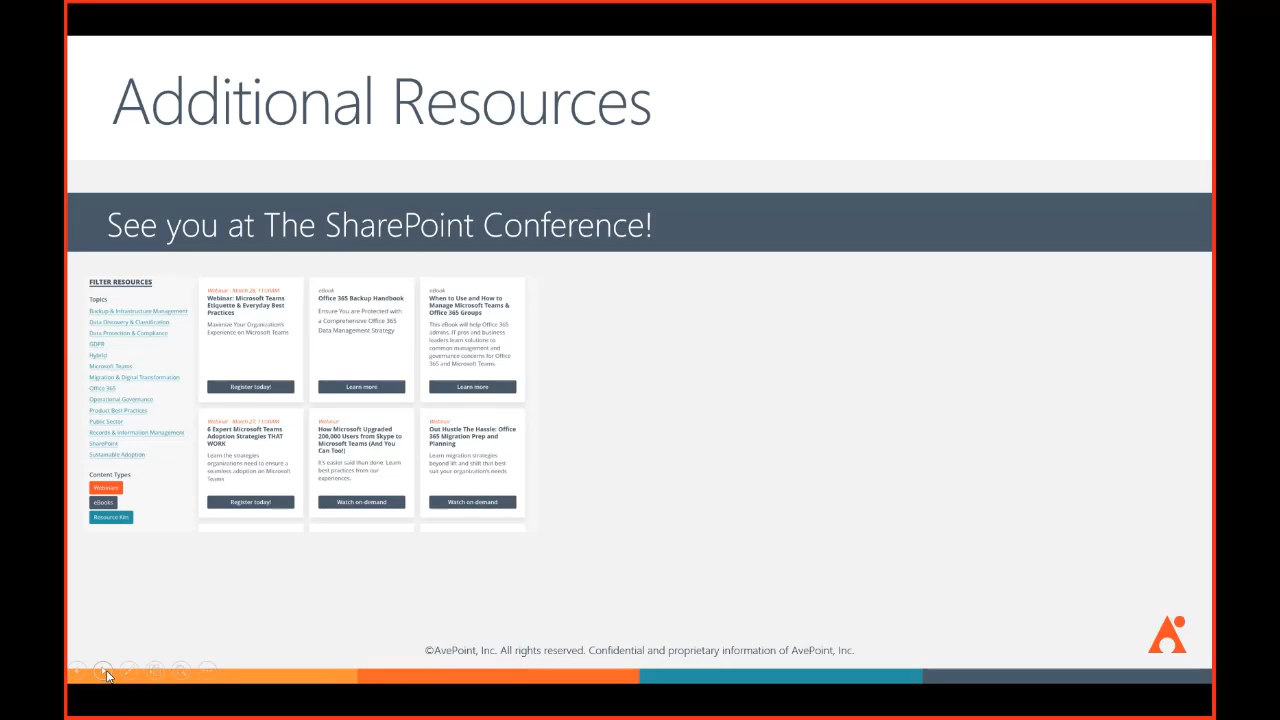 Additional Resources
See you at The SharePoint Conference!
FILTER RESOURCES
Topics
Backup & Infrastructure Management
Data Discovery & Classification
Data Protection & Compliance
GDPR
Hybrid
Microsoft Teams
Migration & Digital Transformation
Office 365
Operational Governance
Product Best Practices
Public Sector
Records & Information Management
SharePoint
Sustainable Adoption
Content Types
Webinars
eBooks
Resource Kits
Webinar - March 26, 11:00AM
Webinar: Microsoft Teams
Etiquette & Everyday Best
Practices
Maximize Your Organization's
Experience on Microsoft Teams
Register today!
eBook
Office 365 Backup Handbook
Ensure You are Protected with
a Comprehensive Office 365
Data Management Strategy
Learn more
eBook
When to Use and How to
Manage Microsoft Teams &
Office 365 Groups
This eBook will help Office 365
admins, IT pros and business
leaders learn solutions to
common management and
governance concerns for Office
365 and Microsoft Teams.
Learn more
Webinar - March 27, 11:00AM
6 Expert Microsoft Teams
Adoption Strategies THAT
WORK
Learn the strategies
organizations need to ensure a
seamless adoption on Microsoft
Teams
Register today!
Webinar
How Microsoft Upgraded
200,000 Users from Skype to
Microsoft Teams (And You
Can Too!)
It's easier said than done. Learn
best practices from our
experiences.
Watch on-demand
Webinar
Out Hustle The Hassle: Office
365 Migration Prep and
Planning
Learn migration strategies
beyond lift and shift that best
suit your organization's needs
Watch on-demand
©AvePoint, Inc. All rights reserved. Confidential and proprietary information of AvePoint, Inc.